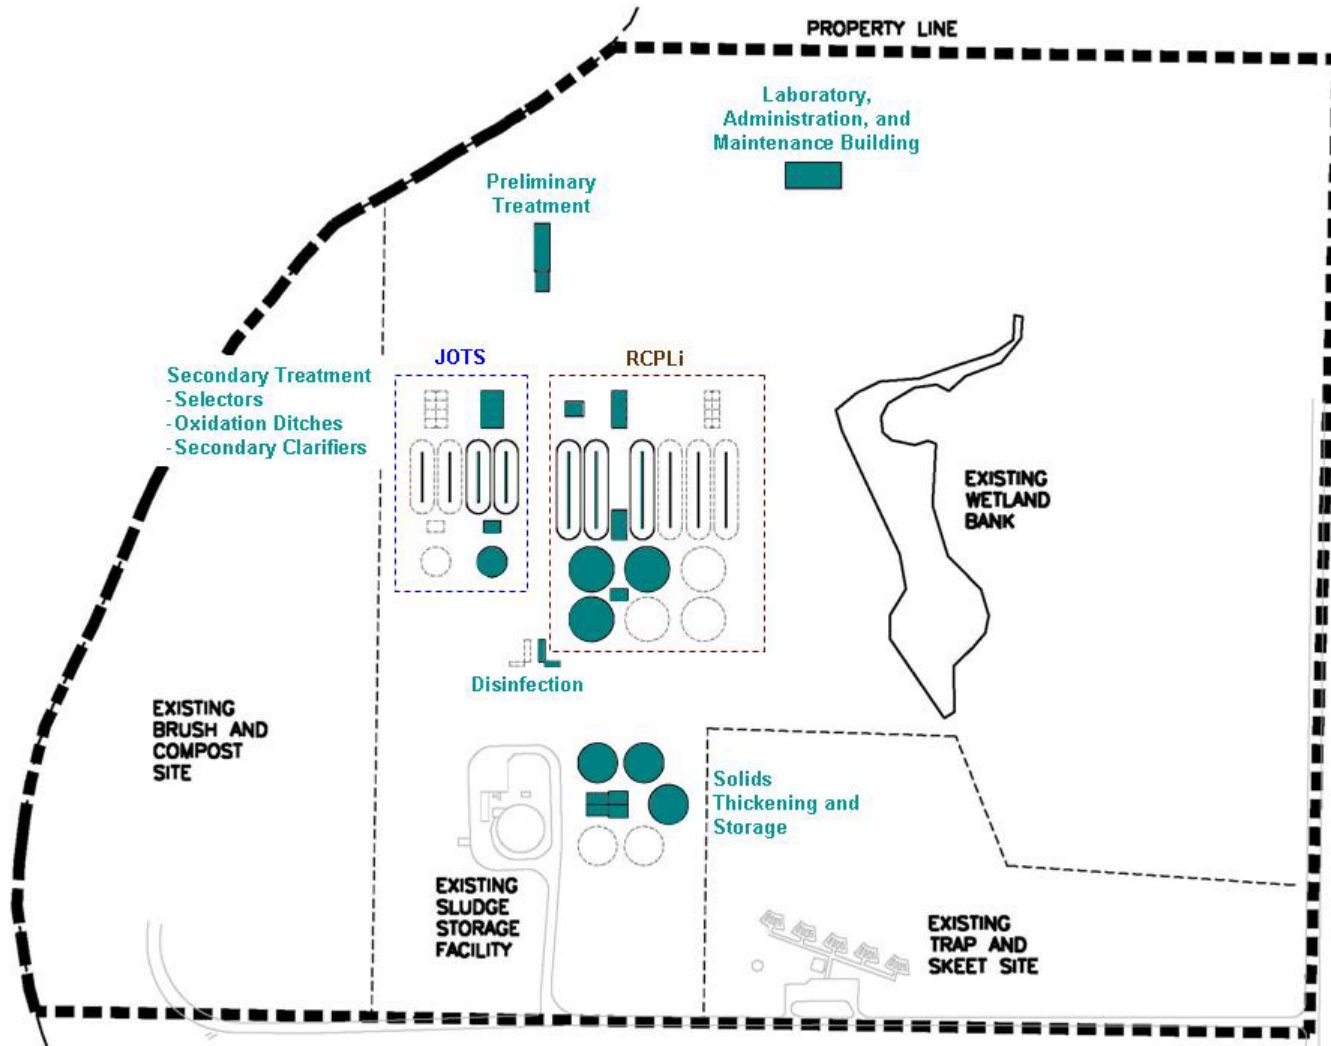 PROPERTY LINE
Laboratory,
Administration, and
Maintenance Building
Preliminary
Treatment
JOTS
RCPLi
Secondary Treatment
- Selectors
- Oxidation Ditches
- Secondary Clarifiers
EXISTING
WETLAND
BANK
Disinfection
EXISTING
BRUSH AND
COMPOST
SITE
Solids
Thickening and
Storage
EXISTING
SLUDGE
STORAGE
FACILITY
EXISTING
TRAP AND
SKEET SITE